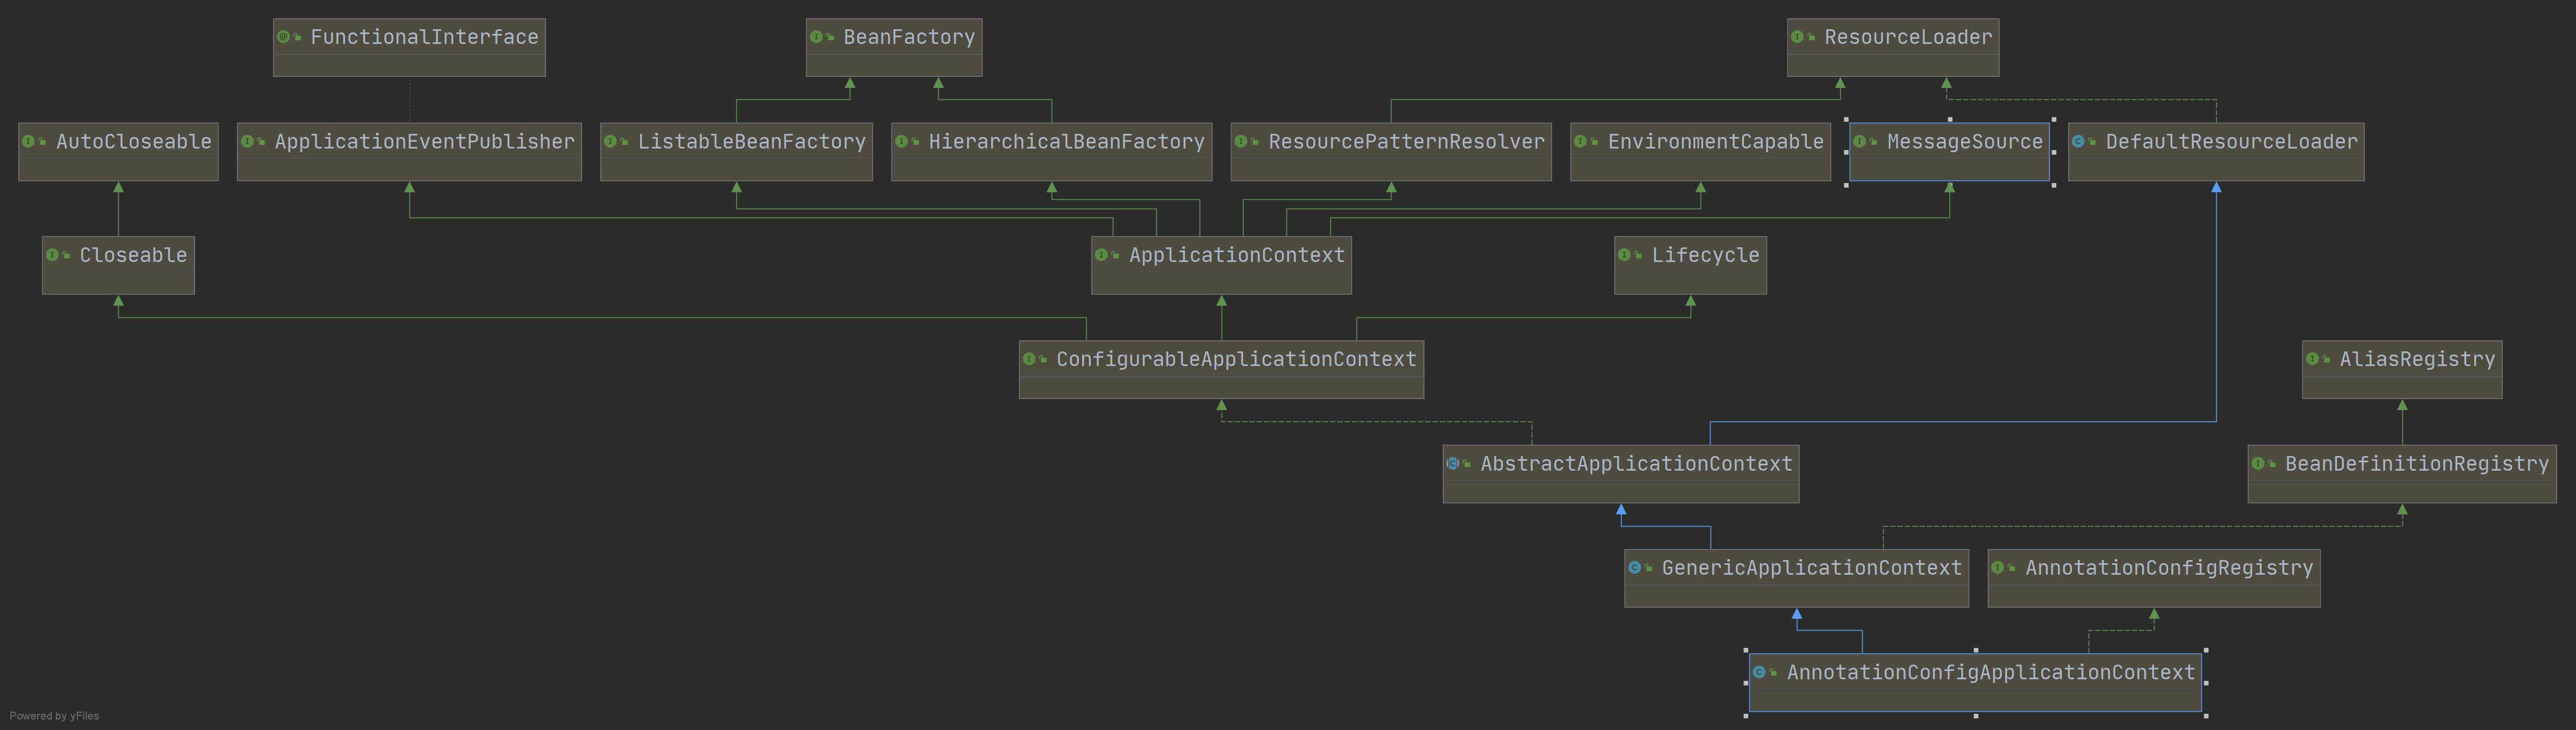 FunctionalInterface
BeanFactory
ResourceLoader
AutoCloseable
ApplicationEventPublisher
ListableBeanFactory
HierarchicalBeanFactory
ResourcePatternResolver
EnvironmentCapable
MessageSource
DefaultResourceLoader
Closeable
ApplicationContext
Lifecycle
ConfigurableApplicationContext
AliasRegistry
AbstractApplicationContext
BeanDefinitionRegistry
GenericApplicationContext
AnnotationConfigRegistry
AnnotationConfigApplicationContext
Powered by yFiles